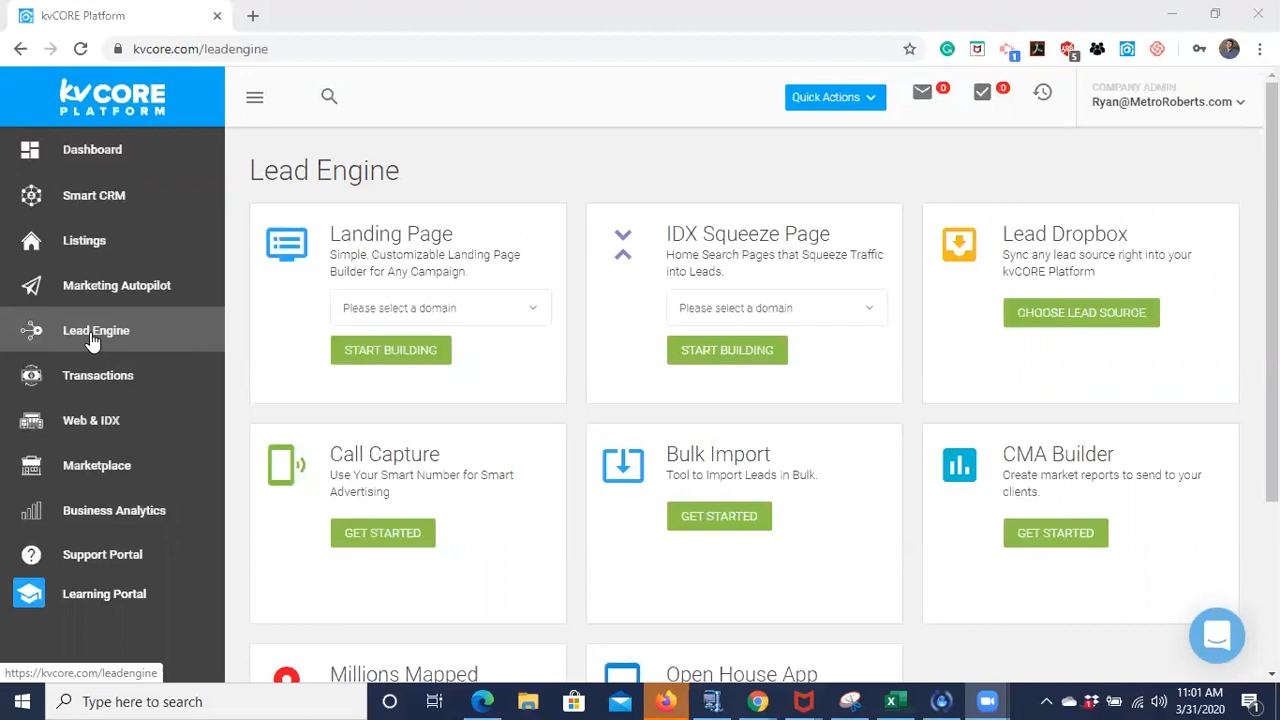 kvCORE Platform
kvcore.com/leadengine
1
5
kvCORE
PLATFORM
Quick Actions
0
0
COMPANY ADMIN
Ryan@MetroRoberts.com
Dashboard
Smart CRM
Listings
Marketing Autopilot
Lead Engine
Transactions
Web & IDX
Marketplace
Business Analytics
Support Portal
Learning Portal
https://kvcore.com/leadengine
Lead Engine
Landing Page
Simple. Customizable Landing Page
Builder for Any Campaign.
Please select a domain
START BUILDING
IDX Squeeze Page
Home Search Pages that Squeeze Traffic
into Leads.
Please select a domain
START BUILDING
Lead Dropbox
Sync any lead source right into your
kvCORE Platform
CHOOSE LEAD SOURCE
Call Capture
Use Your Smart Number for Smart
Advertising
GET STARTED
Bulk Import
Tool to Import Leads in Bulk.
GET STARTED
CMA Builder
Create market reports to send to your
clients.
GET STARTED
Millions Mapped
Open House App
Type here to search
11:01 AM
3/31/2020
1